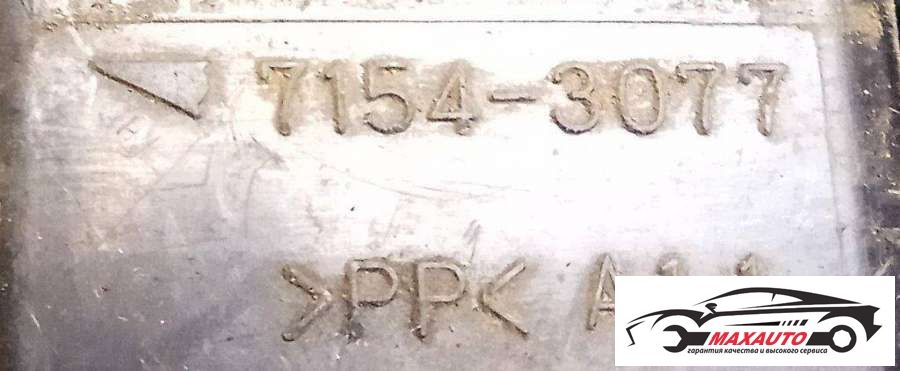 7154-3077
>PP<
MAXAUTO
гарантия качества и высокого сервиса